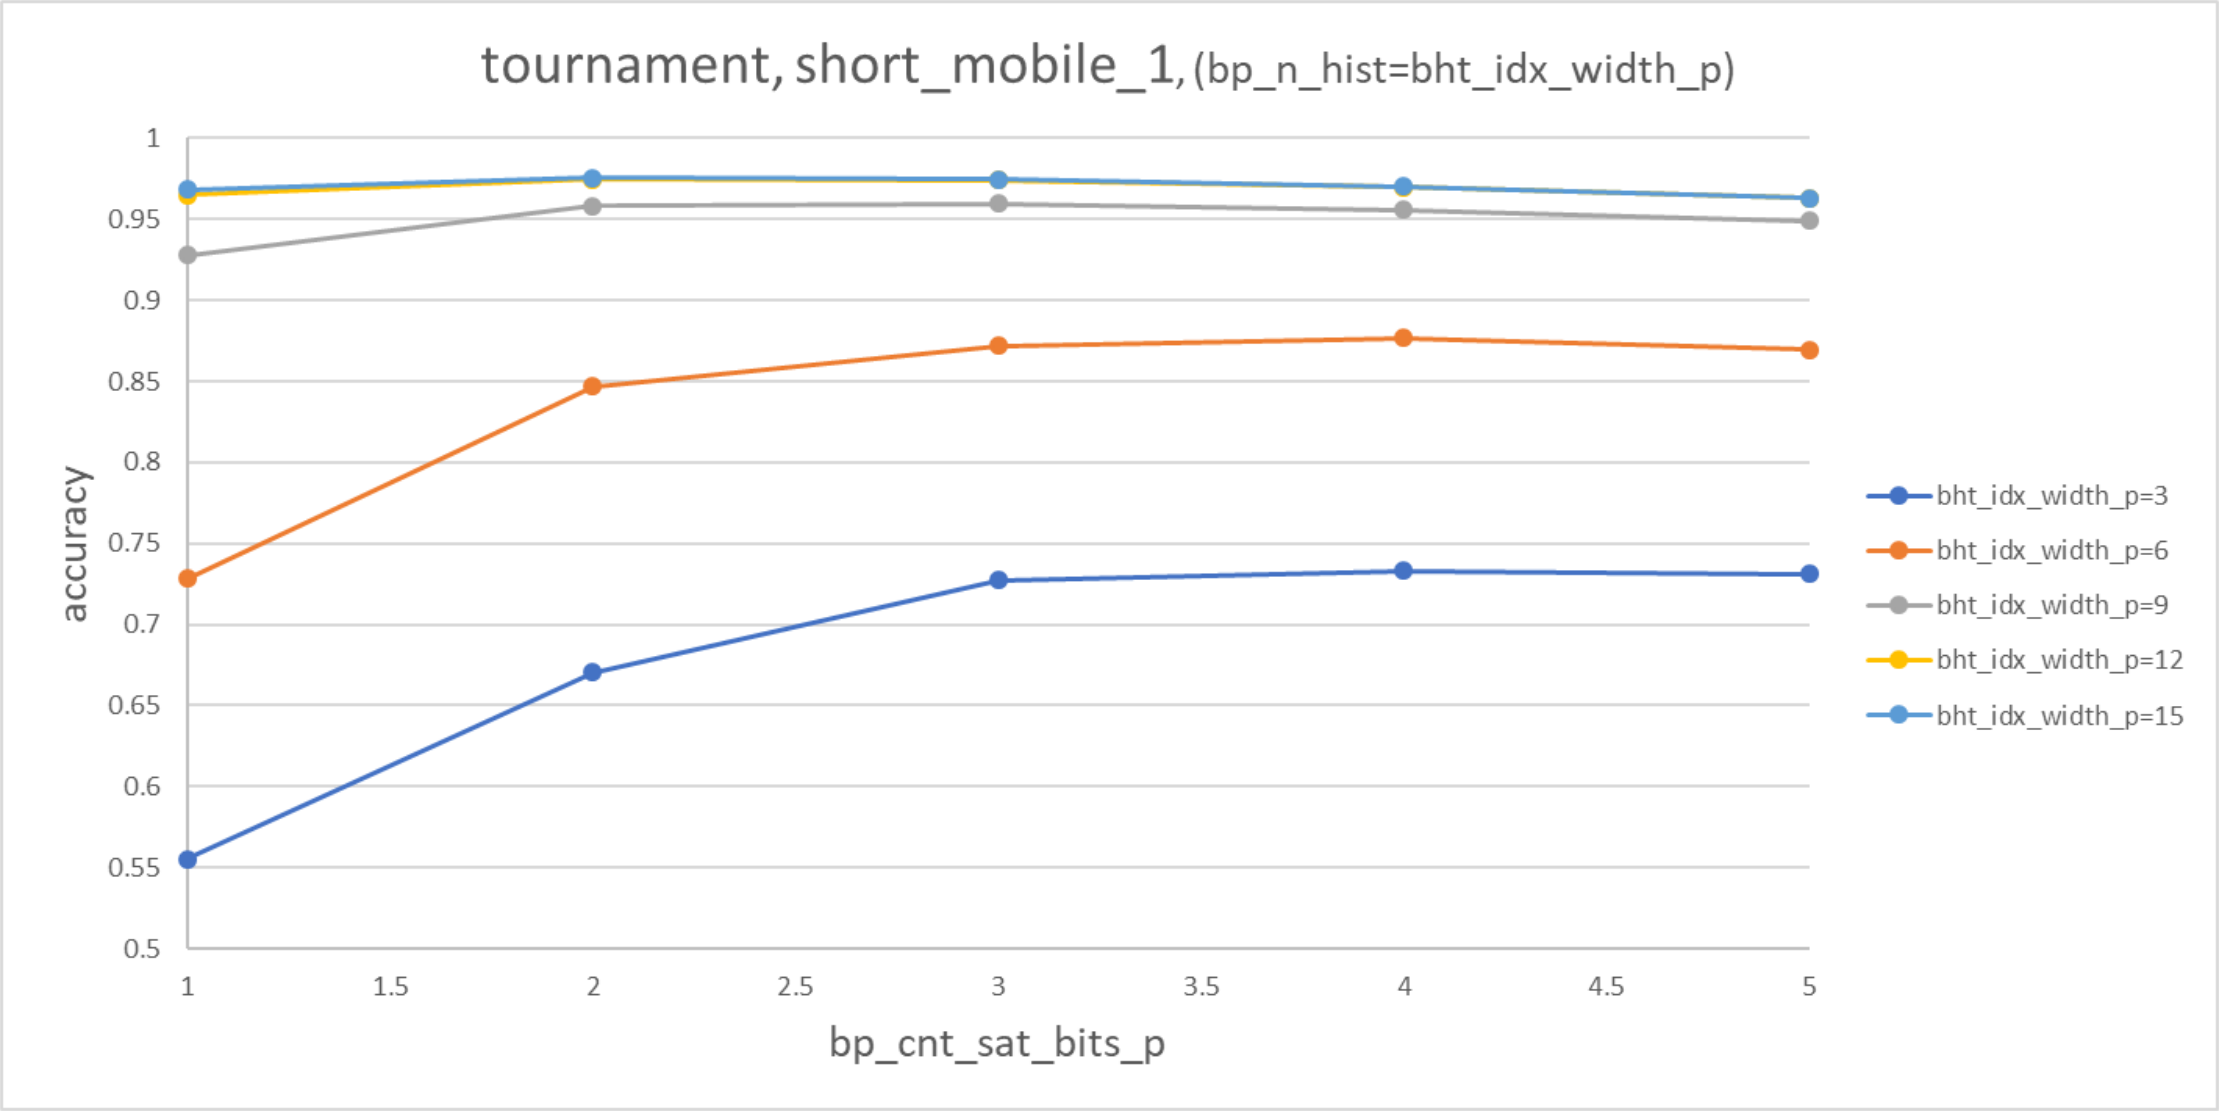 tournament, short_mobile_1, (bp_n_hist=bht_idx_width_p)
1
0.95
0.9
0.85
0.8
0.75
0.7
0.65
0.6
0.55
0.5
accuracy
1 1.5 2 2.5 3 3.5 4 4.5 5
bp_cnt_sat_bits_p
bht_idx_width_p=3
bht_idx_width_p=6
bht_idx_width_p=9
bht_idx_width_p=12
bht_idx_width_p=15